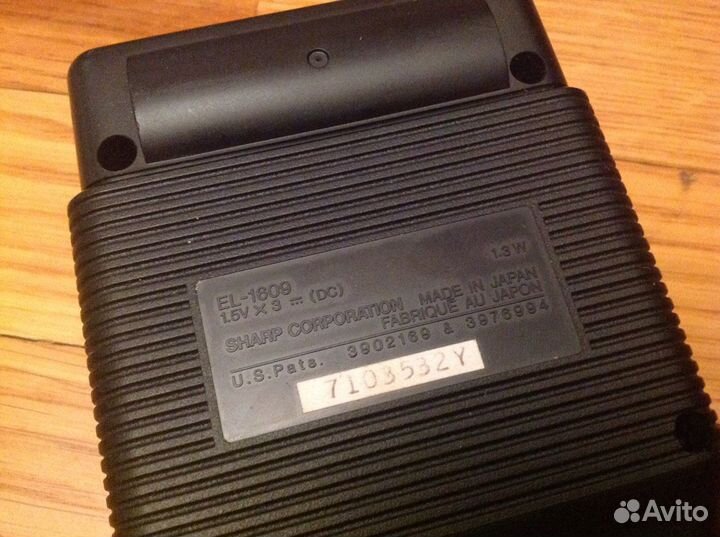 EL-1609
1.5V X 3 ⎓ (DC) 1.3W
SHARP CORPORATION MADE IN JAPAN
FABRIQUE AU JAPON
U.S.Pats. 3902169 & 3976994
7103532Y
Avito